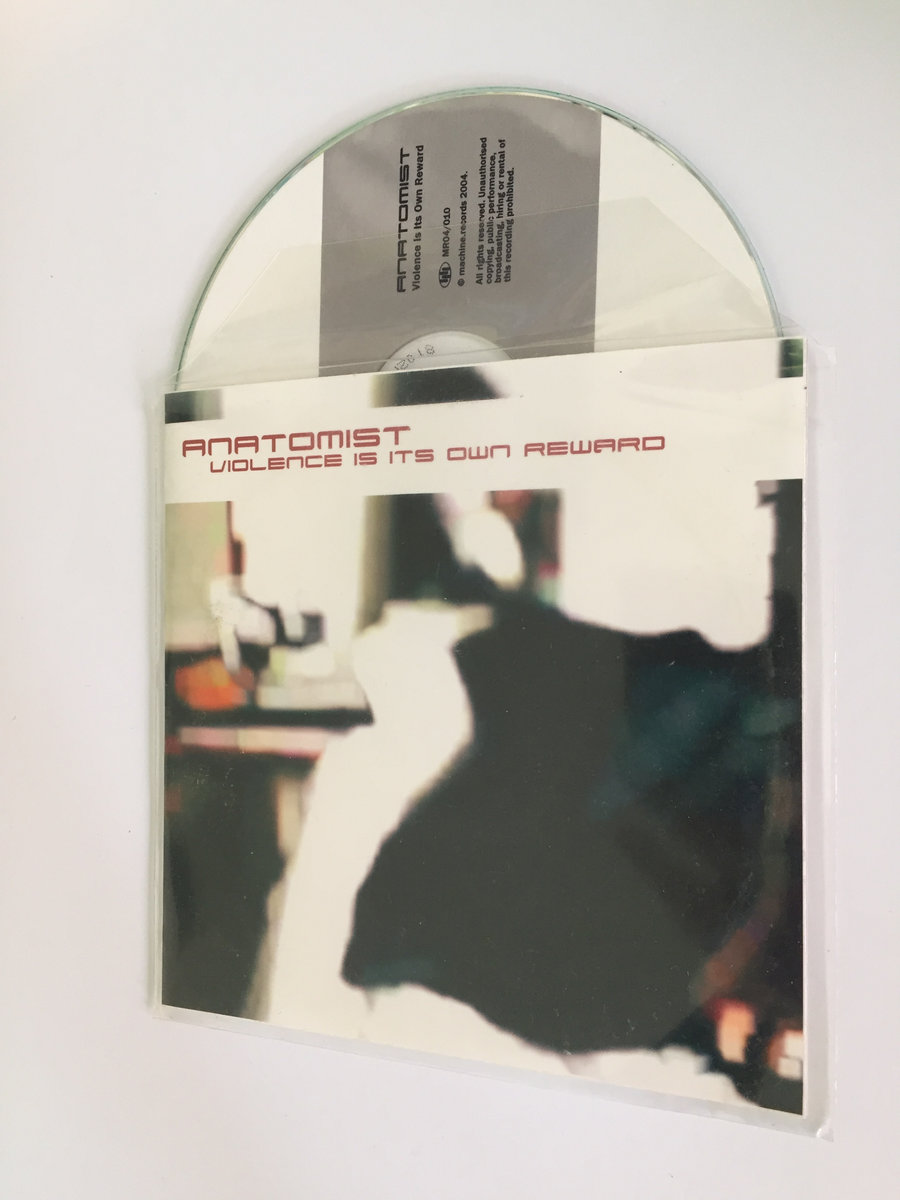 ANATOMIST
Violence is Its Own Reward
MR04/010
© machine.records 2004.
All rights reserved. Unauthorised
copying, public performance,
broadcasting, hiring or rental of
this recording prohibited.
ANATOMIST
VIOLENCE IS ITS OWN REWARD